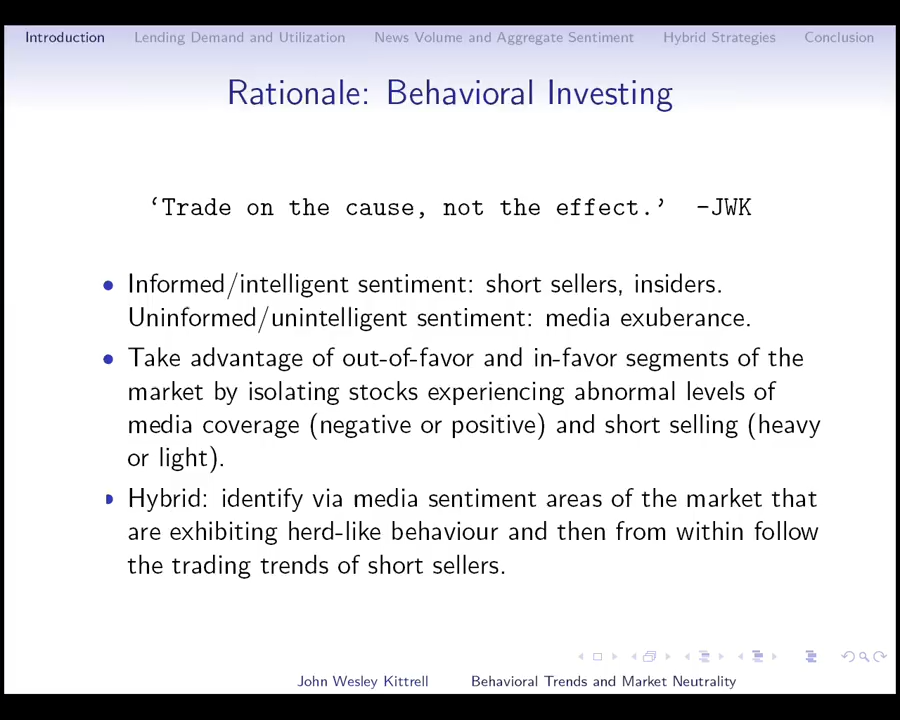 Introduction Lending Demand and Utilization News Volume and Aggregate Sentiment Hybrid Strategies Conclusion
Rationale: Behavioral Investing
‘Trade on the cause, not the effect.’ -JWK
• Informed/intelligent sentiment: short sellers, insiders.
Uninformed/unintelligent sentiment: media exuberance.
• Take advantage of out-of-favor and in-favor segments of the
market by isolating stocks experiencing abnormal levels of
media coverage (negative or positive) and short selling (heavy
or light).
• Hybrid: identify via media sentiment areas of the market that
are exhibiting herd-like behaviour and then from within follow
the trading trends of short sellers.
John Wesley Kittrell Behavioral Trends and Market Neutrality